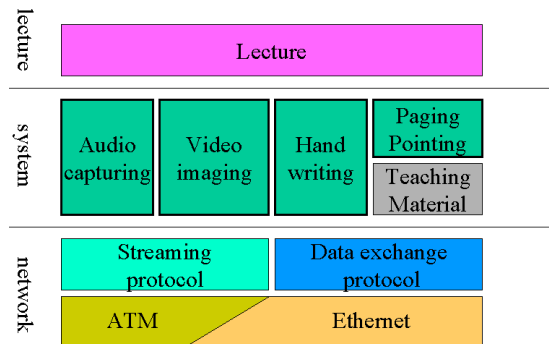 lecture
Lecture
system
Audio
capturing
Video
imaging
Hand
writing
Paging
Pointing
Teaching
Material
network
Streaming
protocol
Data exchange
protocol
ATM
Ethernet